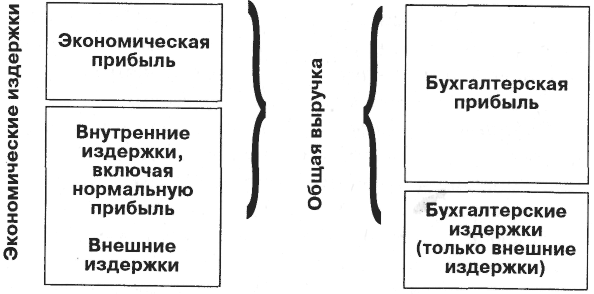 Экономические издержки
Экономическая
прибыль
Внутренние
издержки,
включая
нормальную
прибыль
Внешние
издержки
Общая выручка
Бухгалтерская
прибыль
Бухгалтерские
издержки
(только внешние
издержки)